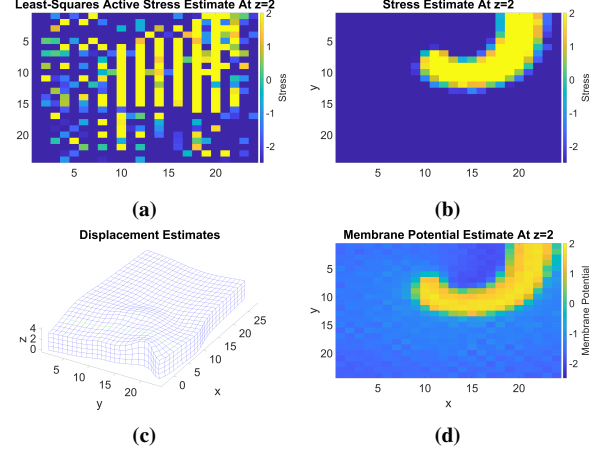 Least-Squares Active Stress Estimate At z=2
5
10
15
20
5 10 15 20
2
1
0
-1
-2
Stress
(a)
Stress Estimate At z=2
y
5
10
15
20
5 10 15 20
2
1
0
-1
-2
Stress
(b)
Displacement Estimates
z
4
2
0
5 10 15 20
y
0 5 10 15 20 25
x
(c)
Membrane Potential Estimate At z=2
y
5
10
15
20
5 10 15 20
x
2
1
0
-1
-2
Membrane Potential
(d)